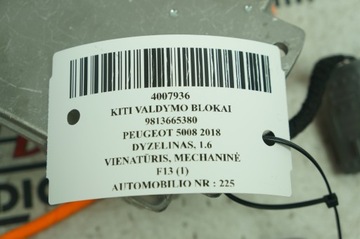 4007936
KITI VALDYMO BLOKAI
9813665380
PEUGEOT 5008 2018
DYZELINAS, 1.6
VIENATŪRIS, MECHANINĖ
F13 (1)
AUTOMOBILIO NR : 225